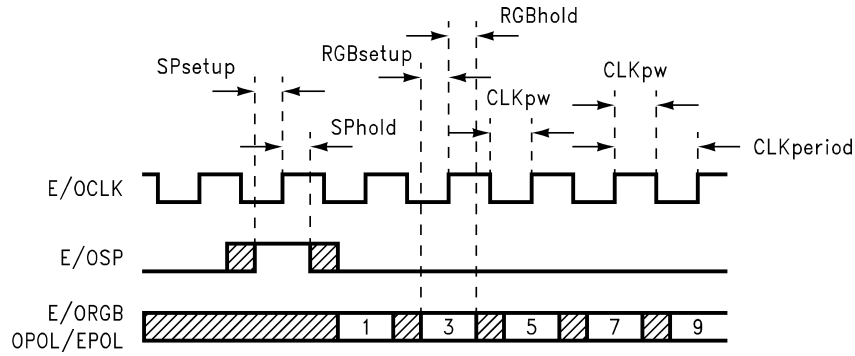 RGBhold
RGBsetup
SPsetup
CLKpw
CLKpw
SPhold
CLKperiod
E/OCLK
E/OSP
E/ORGB
OPOL/EPOL
1 3 5 7 9